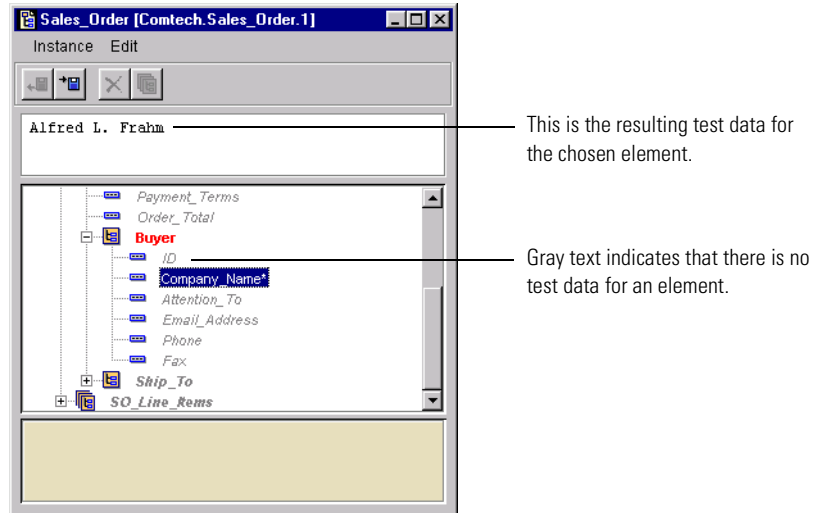 Sales_Order [Comtech.Sales_Order.1]
Instance Edit
Alfred L. Frahm
This is the resulting test data for
the chosen element.
Payment_Terms
Order_Total
Buyer
ID
Gray text indicates that there is no
test data for an element.
Company_Name*
Attention_To
Email_Address
Phone
Fax
Ship_To
SO_Line_Items